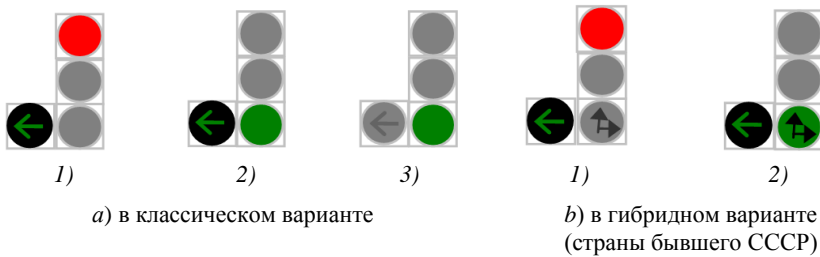 1) 2) 3) 1) 2)
a) в классическом варианте
b) в гибридном варианте
(страны бывшего СССР)